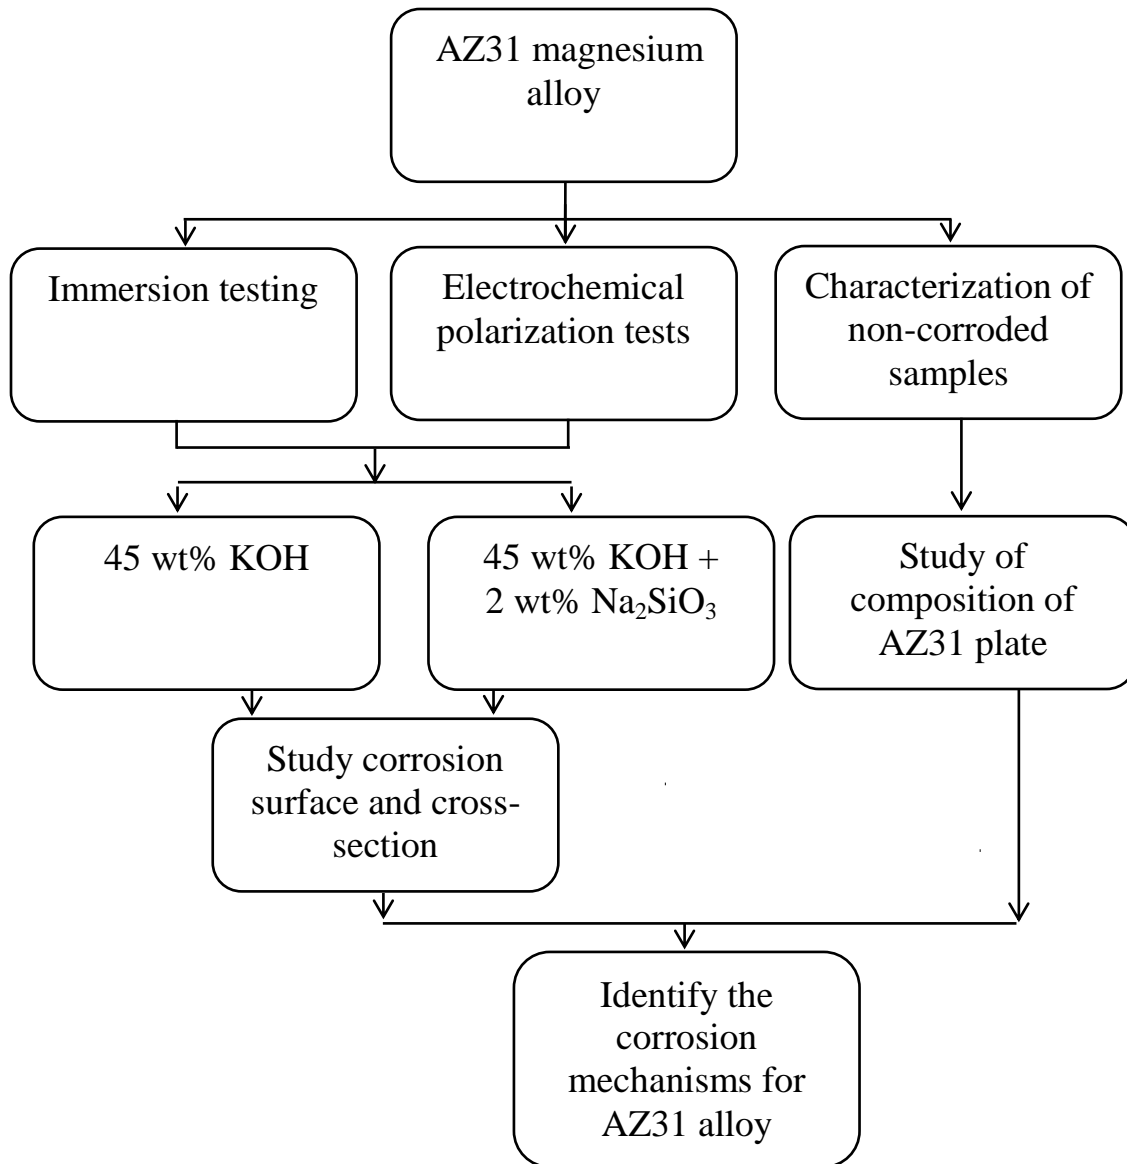 AZ31 magnesium
alloy
Immersion testing
Electrochemical
polarization tests
Characterization of
non-corroded
samples
45 wt% KOH
45 wt% KOH +
2 wt% Na₂SiO₃
Study of
composition of
AZ31 plate
Study corrosion
surface and cross-
section
Identify the
corrosion
mechanisms for
AZ31 alloy